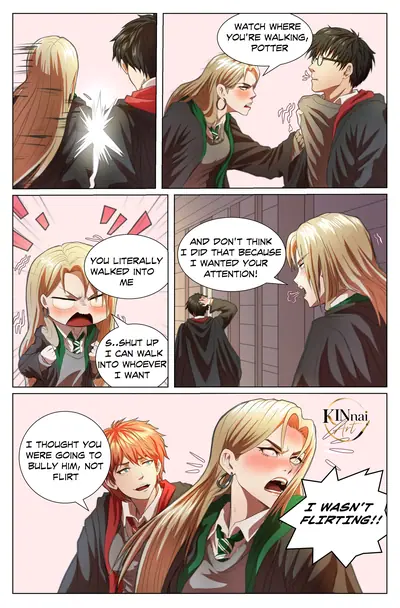 WATCH WHERE
YOU'RE WALKING,
POTTER
YOU LITERALLY
WALKED INTO
ME
S..SHUT UP
I CAN WALK
INTO WHOEVER
I WANT
AND DON'T THINK
I DID THAT BECAUSE
I WANTED YOUR
ATTENTION!
I THOUGHT YOU
WERE GOING TO
BULLY HIM, NOT
FLIRT
KINnai
Art
I WASN'T
FLIRTING!!